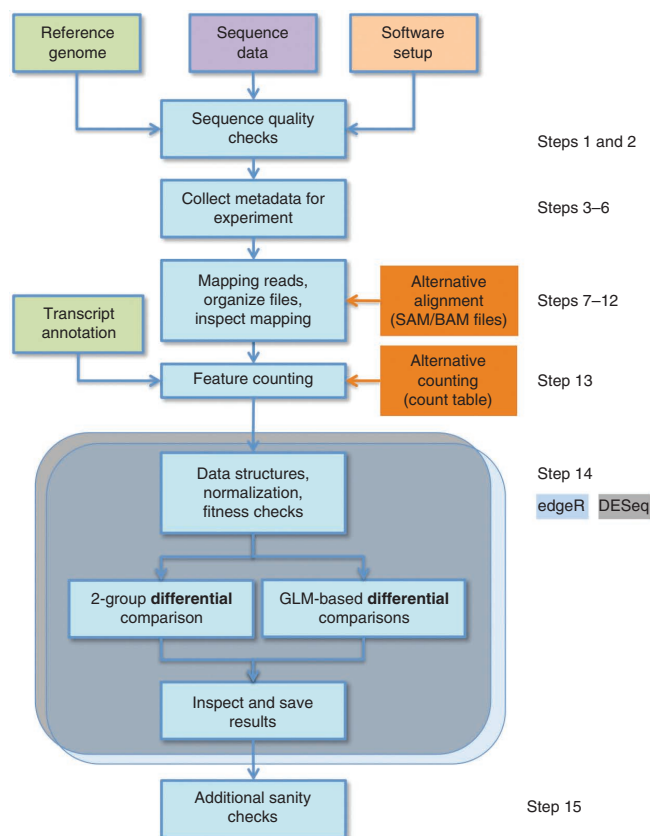 Reference
genome
Sequence
data
Software
setup
Sequence quality
checks
Steps 1 and 2
Collect metadata for
experiment
Steps 3–6
Mapping reads,
organize files,
inspect mapping
Alternative
alignment
(SAM/BAM files)
Steps 7–12
Transcript
annotation
Feature counting
Alternative
counting
(count table)
Step 13
Data structures,
normalization,
fitness checks
Step 14
edgeR DESeq
2-group differential
comparison
GLM-based differential
comparisons
Inspect and save
results
Additional sanity
checks
Step 15